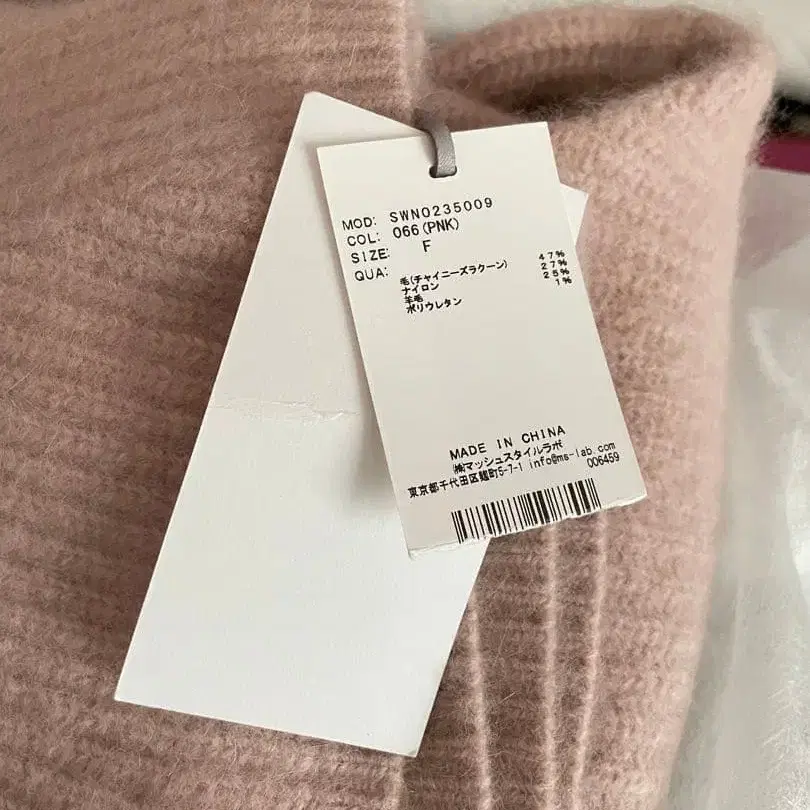 MOD: SWNO235009
COL: 066(PNK)
SIZE: F
QUA: 毛(チャイニーズラクーン) 47%
ナイロン 27%
羊毛 25%
ポリウレタン 1%
MADE IN CHINA
㈱マッシュスタイルラボ
東京都千代田区麹町5-7-1 info@ms-lab.com
006459